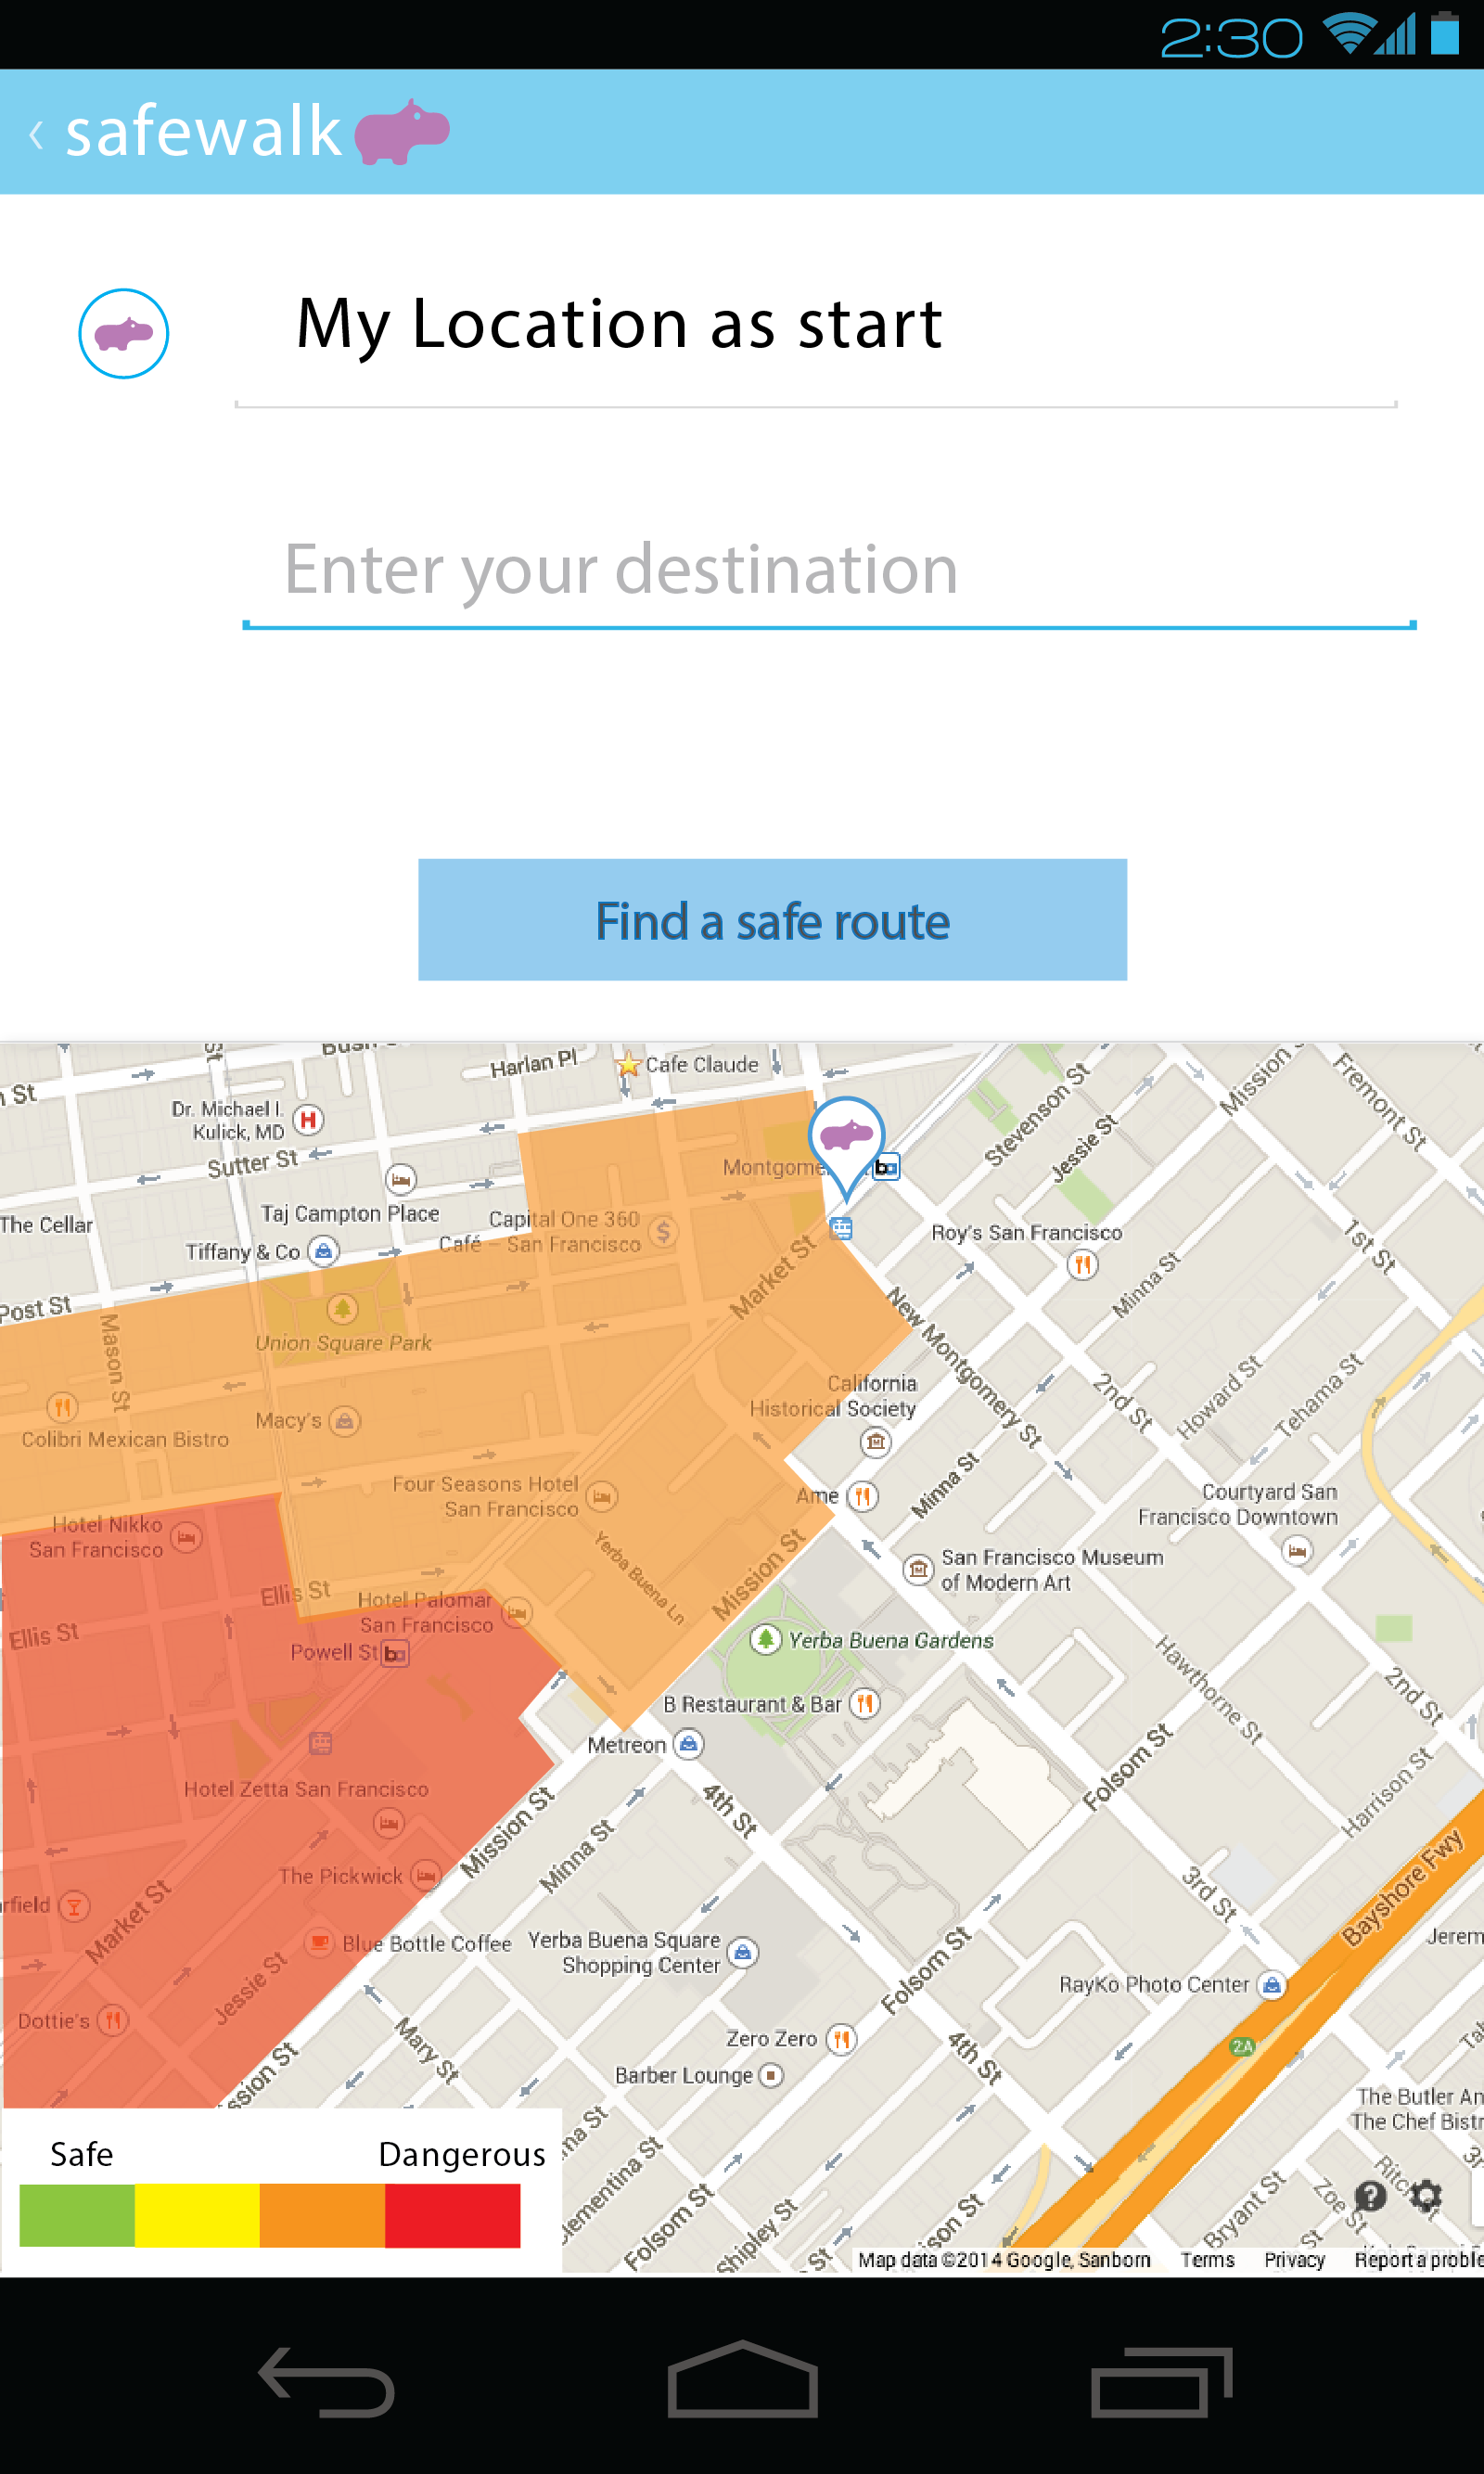 2:30
‹ safewalk
My Location as start
Enter your destination
Find a safe route
Harlan Pl
Cafe Claude
Stevenson St
Mission
Fremont St
Dr. Michael I.
Kulick, MD
Jessie St
Sutter St
Montgome
The Cellar
Taj Campton Place
Capital One 360
Café – San Francisco
Roy's San Francisco
1st St
Tiffany & Co
Post St
Mason St
Market St
Minna St
Union Square Park
New Montgomery St
California
Historical Society
2nd St
Howard St
Tehama St
Macy's
Colibri Mexican Bistro
Four Seasons Hotel
San Francisco
Ame
Minna St
Courtyard San
Francisco Downtown
Hotel Nikko
San Francisco
Yerba Buena Ln
Mission St
San Francisco Museum
of Modern Art
Ellis St
Hotel Palomar
San Francisco
Ellis St
Powell St
Yerba Buena Gardens
Hawthorne St
B Restaurant & Bar
2nd St
Metreon
Folsom St
Hotel Zetta San Francisco
4th St
Mission St
Minna St
Harrison St
The Pickwick
3rd St
Bayshore Fwy
rfield
Market St
Blue Bottle Coffee
Yerba Buena Square
Shopping Center
Folsom St
Jerem
Jessie St
RayKo Photo Center
Dottie's
Mary St
Zero Zero
4th St
2A
ssion St
Barber Lounge
The Butler An
The Chef Bistr
Safe
Dangerous
na St
lementina St
Folsom St
Shipley St
ison St
Bryant St
Zoe St
Ritch
Map data ©2014 Google, Sanborn
Terms
Privacy
Report a proble